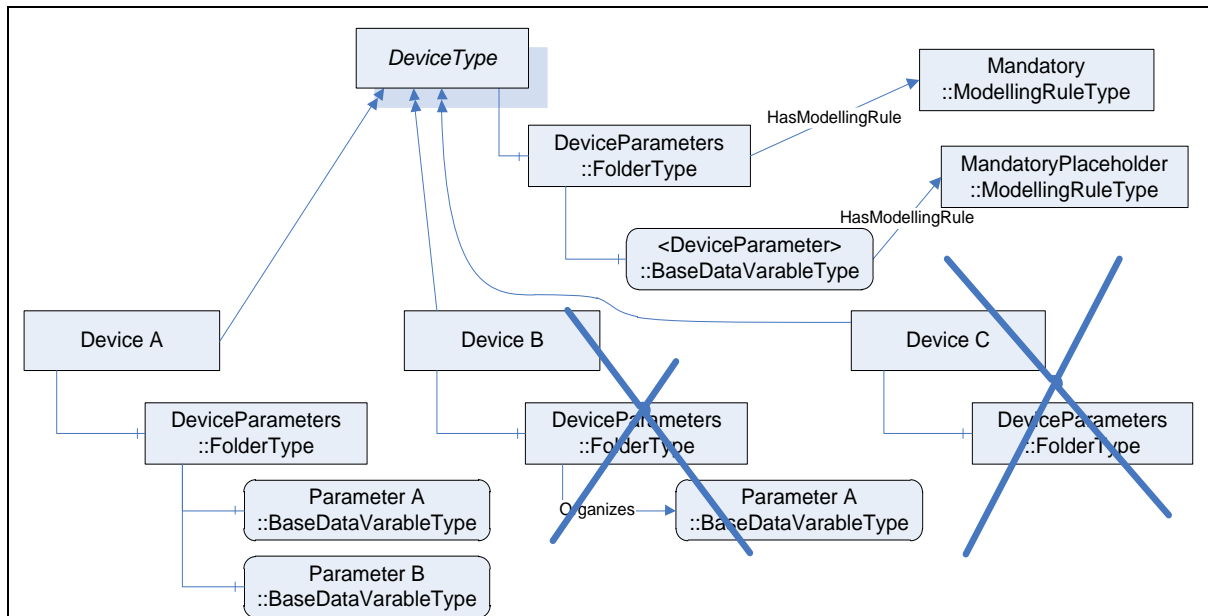 DeviceType
Mandatory
::ModellingRuleType
HasModellingRule
DeviceParameters
::FolderType
MandatoryPlaceholder
::ModellingRuleType
HasModellingRule
<DeviceParameter>
::BaseDataVarableType
Device A
Device B
Device C
DeviceParameters
::FolderType
DeviceParameters
::FolderType
DeviceParameters
::FolderType
Parameter A
::BaseDataVarableType
Organizes
Parameter A
::BaseDataVarableType
Parameter B
::BaseDataVarableType